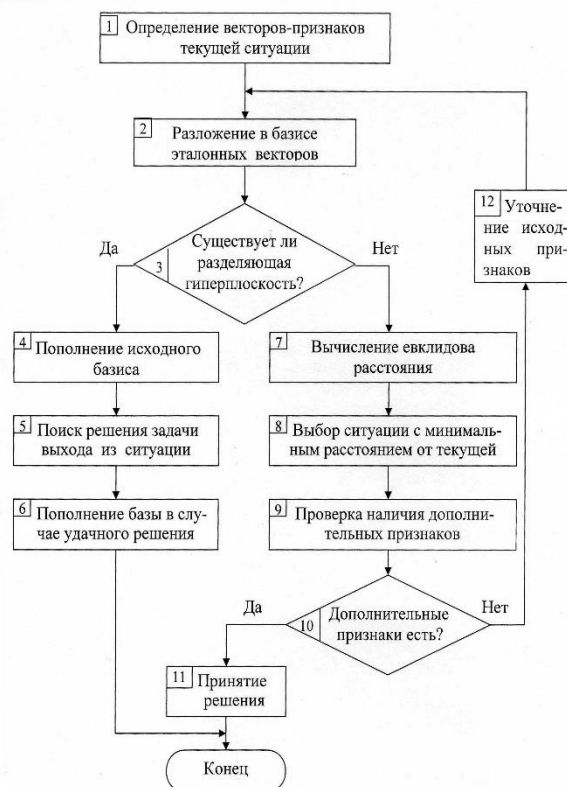 1 Определение векторов-признаков
текущей ситуации
2 Разложение в базисе
эталонных векторов
Да
Существует ли
разделяющая
3 гиперплоскость?
Нет
12 Уточне-
ние исход-
ных при-
знаков
4 Пополнение исходного
базиса
7 Вычисление евклидова
расстояния
5 Поиск решения задачи
выхода из ситуации
8 Выбор ситуации с минималь-
ным расстоянием от текущей
6 Пополнение базы в слу-
чае удачного решения
9 Проверка наличия дополни-
тельных признаков
Да
10 Дополнительные
признаки есть?
Нет
11 Принятие
решения
Конец